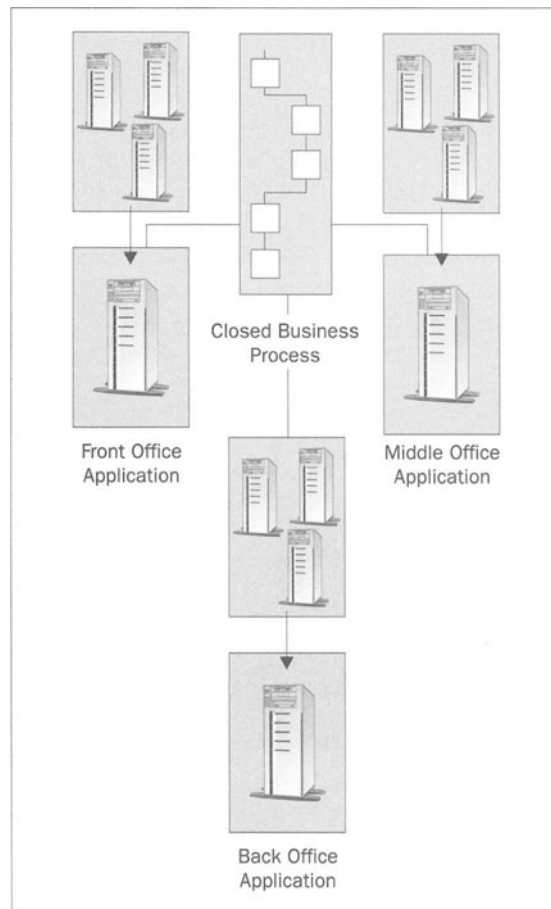 Closed Business
Process
Front Office
Application
Middle Office
Application
Back Office
Application